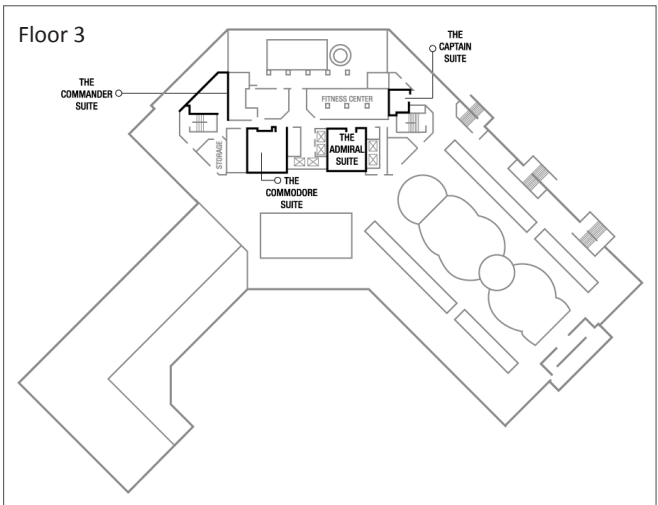 Floor 3
THE
CAPTAIN
SUITE
THE
COMMANDER
SUITE
FITNESS CENTER
THE
ADMIRAL
SUITE
STORAGE
THE
COMMODORE
SUITE